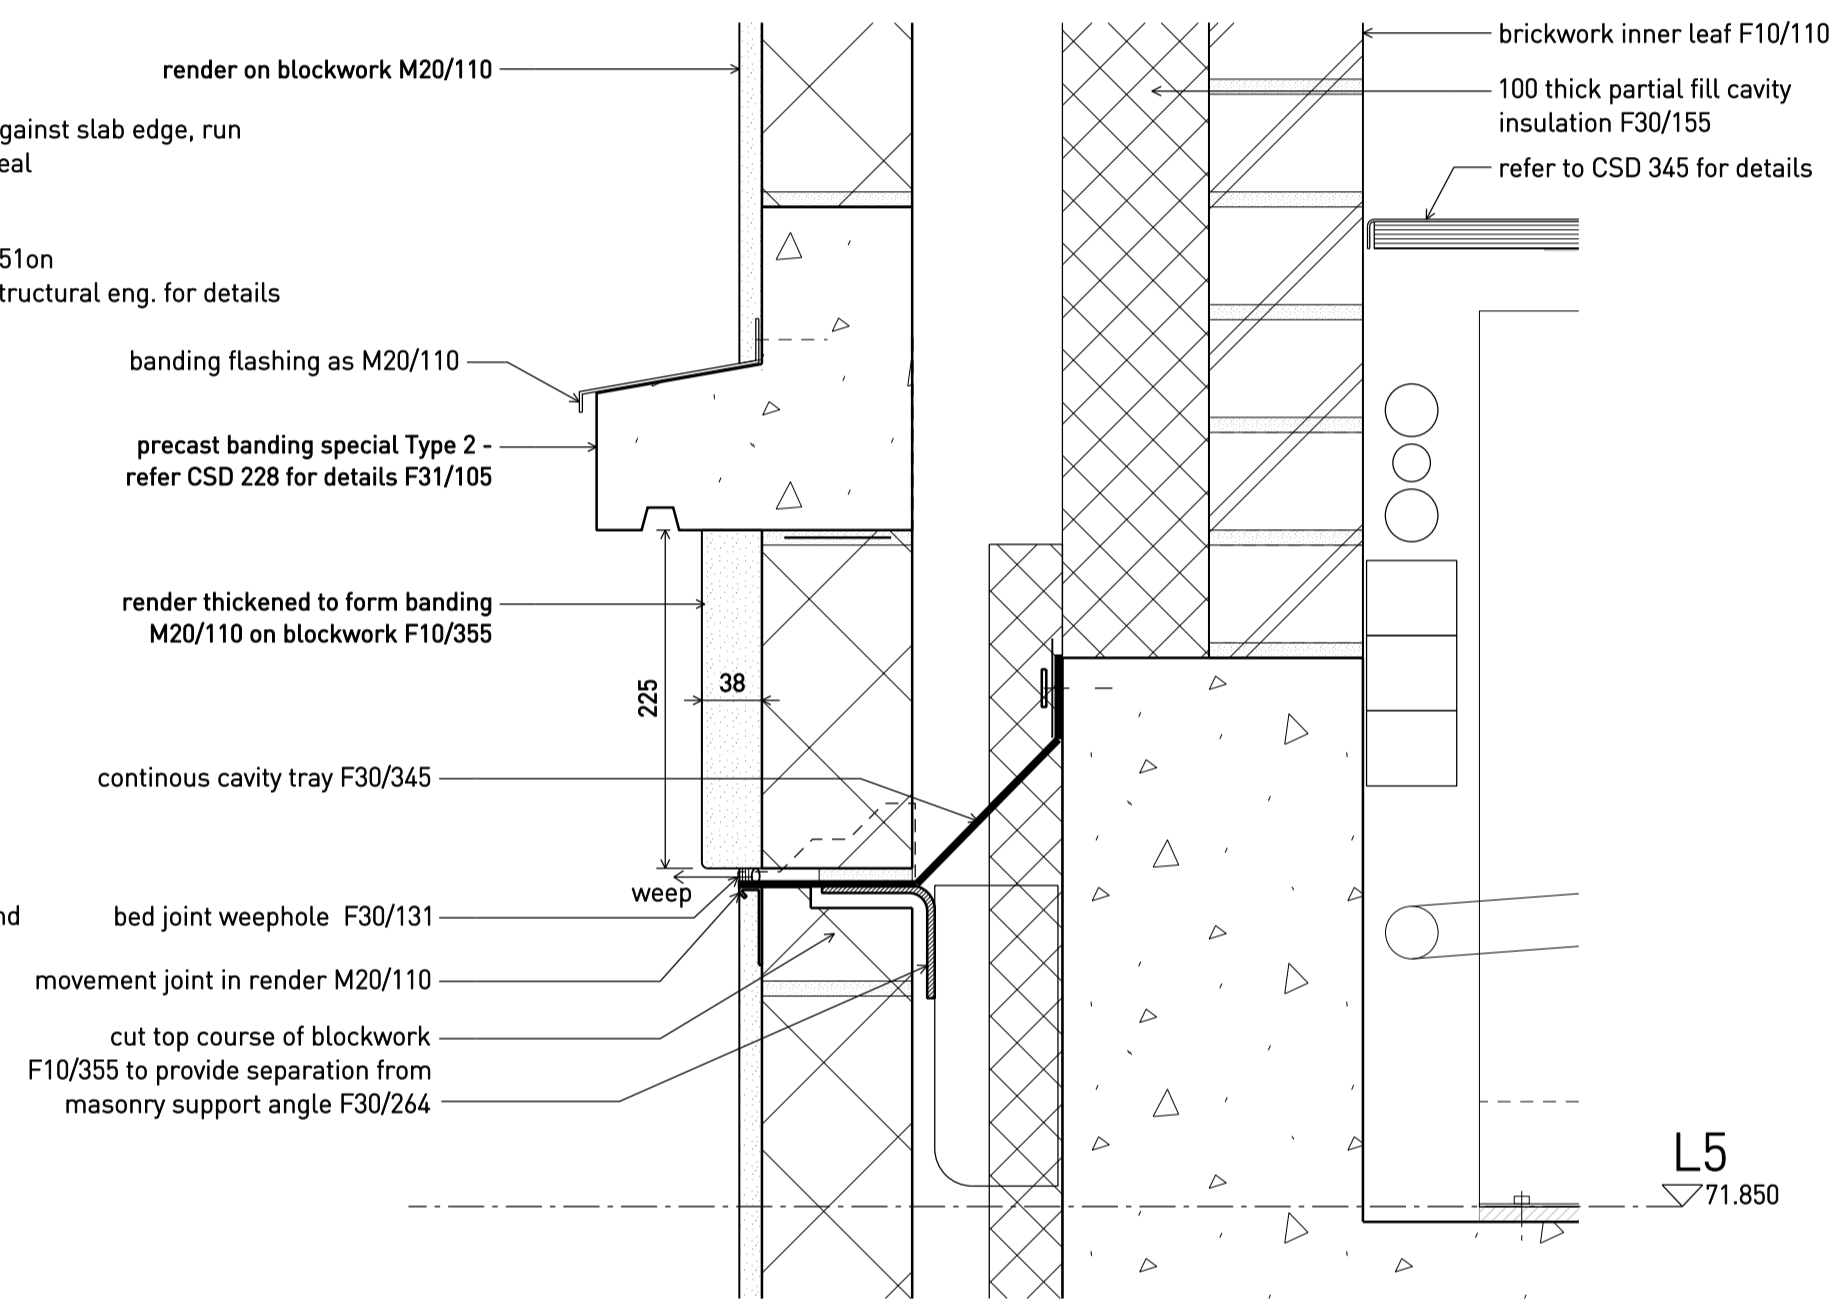 render on blockwork M20/110
gainst slab edge, run
eal
51on
tructural eng. for details
banding flashing as M20/110
precast banding special Type 2 -
refer CSD 228 for details F31/105
render thickened to form banding
M20/110 on blockwork F10/355
225
38
continous cavity tray F30/345
weep
nd
bed joint weephole F30/131
movement joint in render M20/110
cut top course of blockwork
F10/355 to provide separation from
masonry support angle F30/264
brickwork inner leaf F10/110
100 thick partial fill cavity
insulation F30/155
refer to CSD 345 for details
L5
71.850